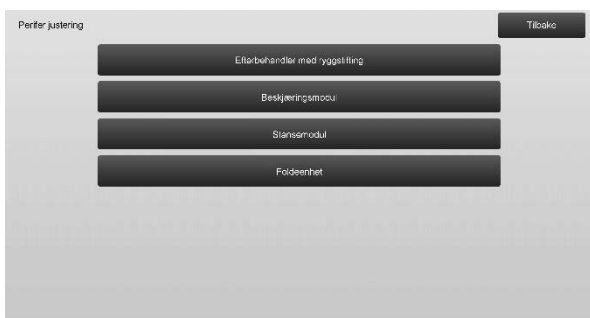 Perifer justering
Tilbake
Etterbehandler med ryggstifting
Beskjæringsmodul
Stansemodul
Foldeenhet